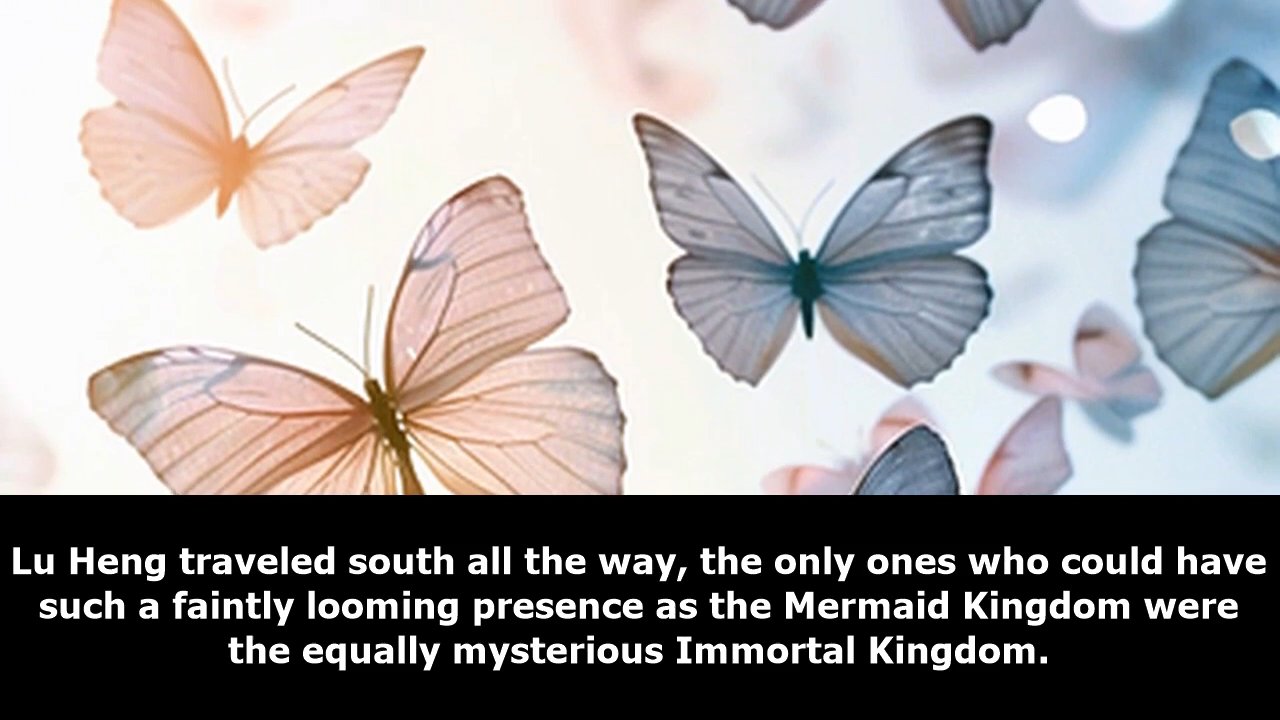 Lu Heng traveled south all the way, the only ones who could have
such a faintly looming presence as the Mermaid Kingdom were
the equally mysterious Immortal Kingdom.